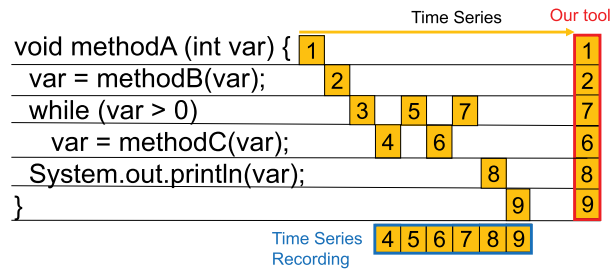 Time Series Our tool
void methodA (int var) { 1 1
var = methodB(var); 2 2
while (var > 0) 3 5 7 7
var = methodC(var); 4 6 6
System.out.println(var); 8 8
} 9 9
Time Series
Recording
4 5 6 7 8 9